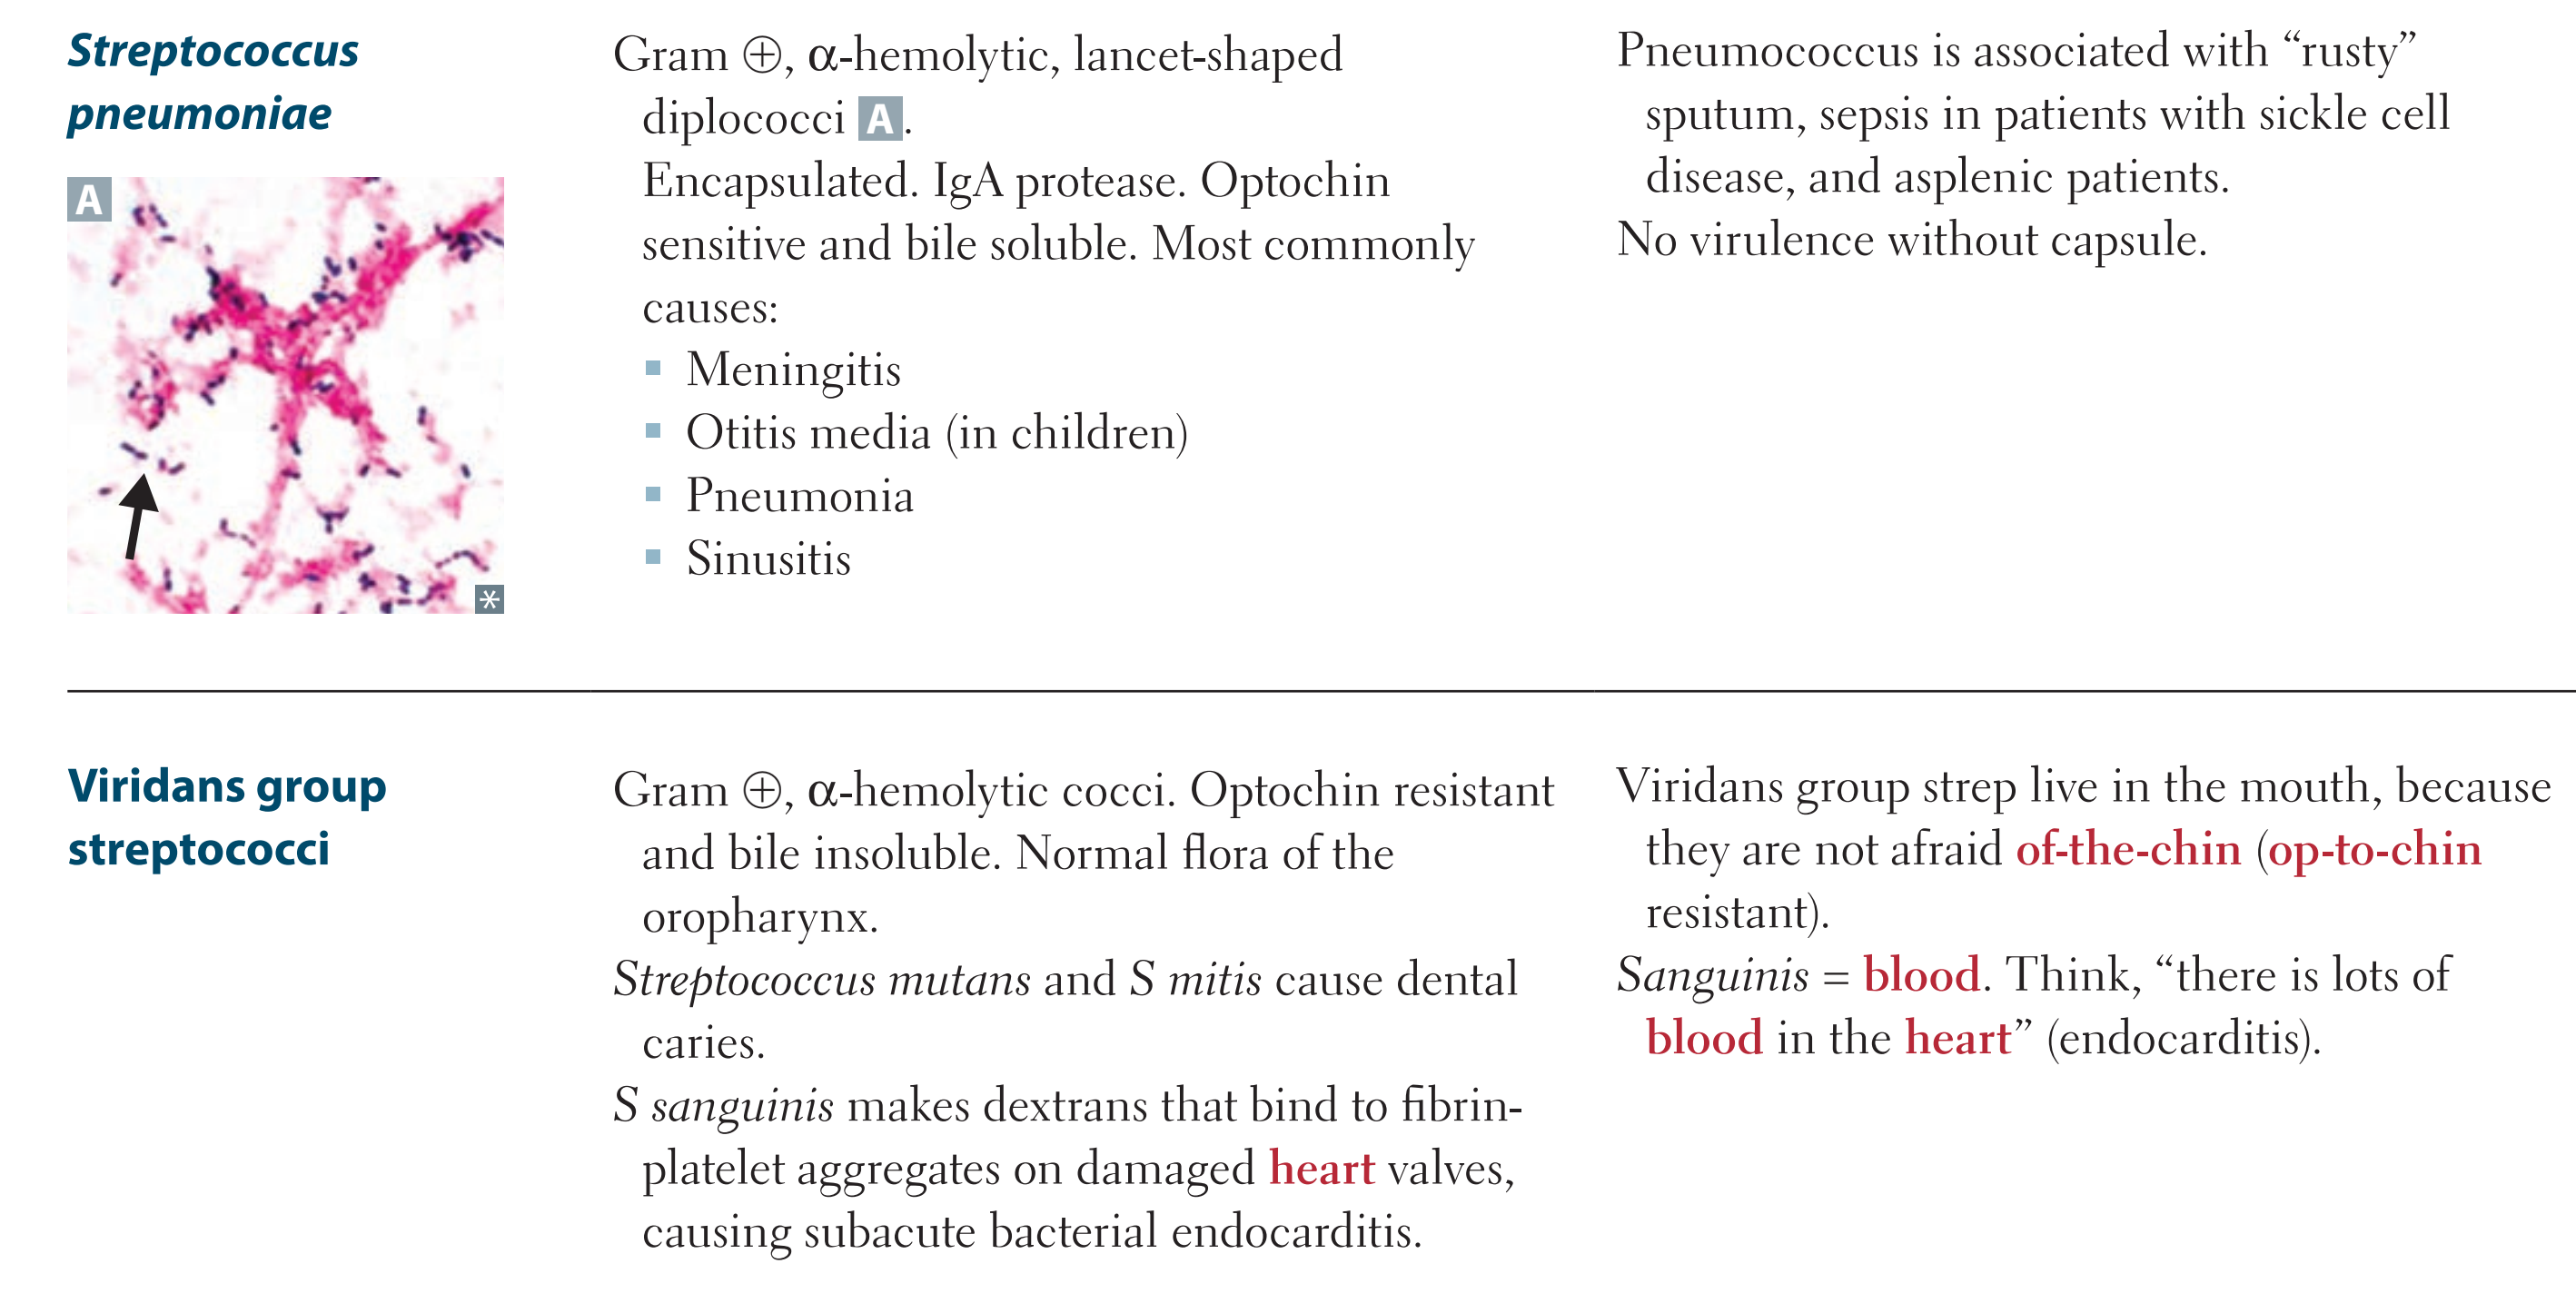 Streptococcus
pneumoniae
A
*
Gram ⊕, α-hemolytic, lancet-shaped
diplococci A.
Encapsulated. IgA protease. Optochin
sensitive and bile soluble. Most commonly
causes:
▪ Meningitis
▪ Otitis media (in children)
▪ Pneumonia
▪ Sinusitis
Pneumococcus is associated with “rusty”
sputum, sepsis in patients with sickle cell
disease, and asplenic patients.
No virulence without capsule.
Viridans group
streptococci
Gram ⊕, α-hemolytic cocci. Optochin resistant
and bile insoluble. Normal flora of the
oropharynx.
Streptococcus mutans and S mitis cause dental
caries.
S sanguinis makes dextrans that bind to fibrin-
platelet aggregates on damaged heart valves,
causing subacute bacterial endocarditis.
Viridans group strep live in the mouth, because
they are not afraid of-the-chin (op-to-chin
resistant).
Sanguinis = blood. Think, “there is lots of
blood in the heart” (endocarditis).